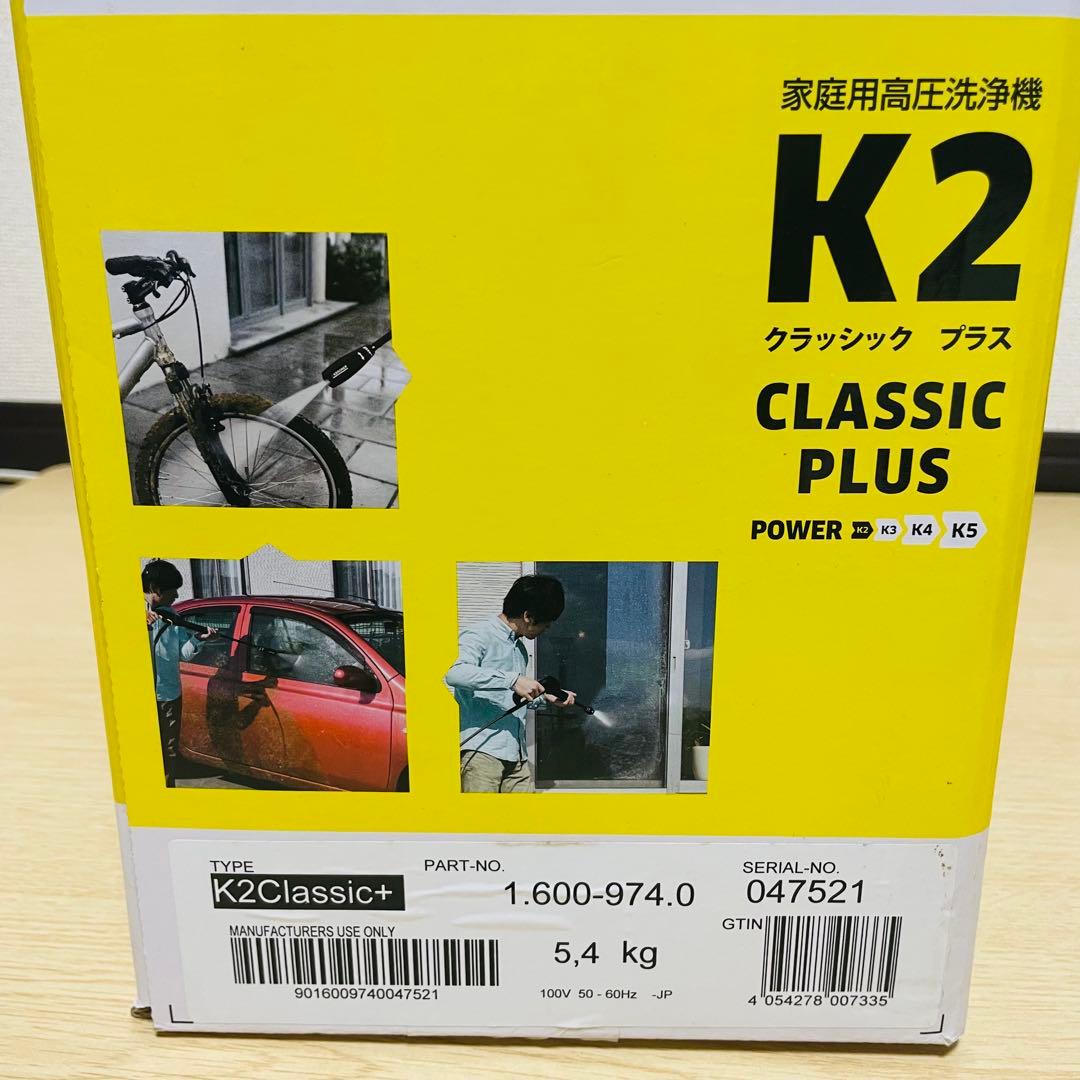 家庭用高圧洗浄機
K2
クラッシック プラス
CLASSIC
PLUS
POWER K2 K3 K4 K5
TYPE PART-NO. SERIAL-NO.
K2Classic+ 1.600-974.0 047521
MANUFACTURERS USE ONLY GTIN
5,4 kg
9016009740047521 100V 50 - 60Hz -JP 4 054278 007335